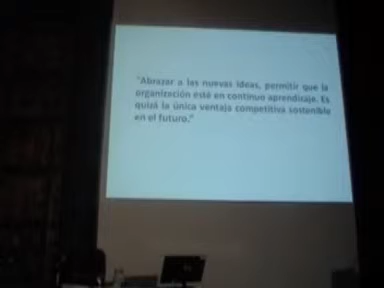 "Abrazar a las nuevas ideas, permitir que la
organización esté en continuo aprendizaje. Es
quizá la única ventaja competitiva sostenible
en el futuro."